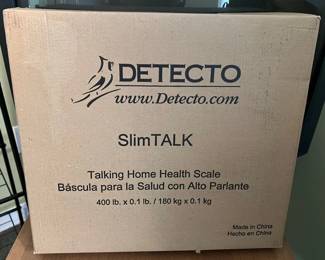 DETECTO
www.Detecto.com
SlimTALK
Talking Home Health Scale
Báscula para la Salud con Alto Parlante
400 lb. x 0.1 lb. / 180 kg x 0.1 kg
Made in China
Hecho en China